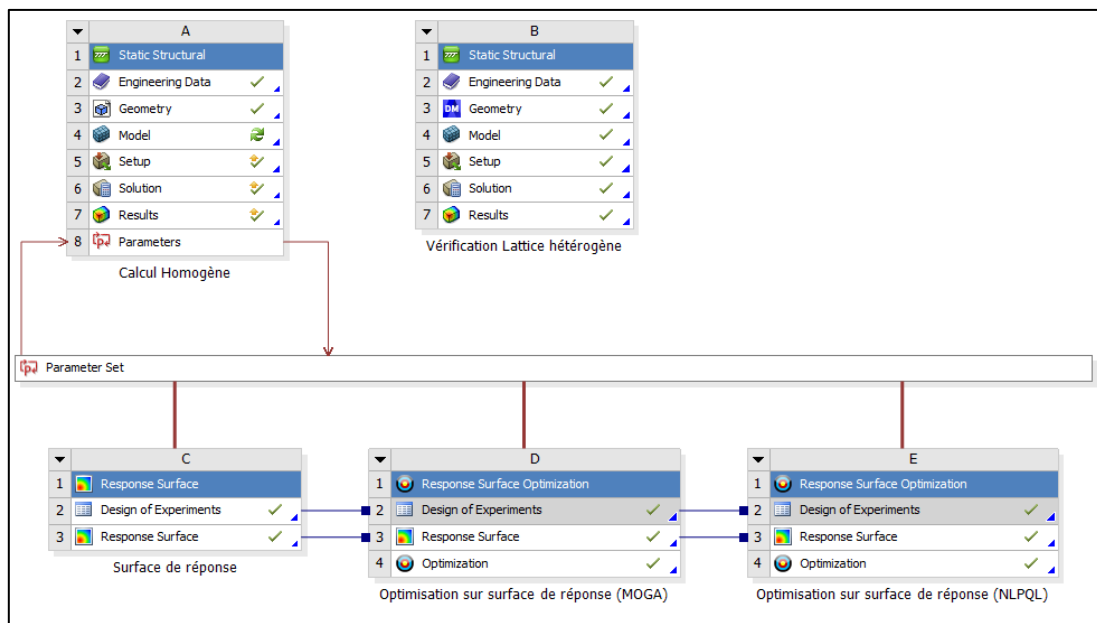 A
1 Static Structural
2 Engineering Data
3 Geometry
4 Model
5 Setup
6 Solution
7 Results
8 Parameters
Calcul Homogène
B
1 Static Structural
2 Engineering Data
3 DM Geometry
4 Model
5 Setup
6 Solution
7 Results
Vérification Lattice hétérogène
Parameter Set
C
1 Response Surface
2 Design of Experiments
3 Response Surface
Surface de réponse
D
1 Response Surface Optimization
2 Design of Experiments
3 Response Surface
4 Optimization
Optimisation sur surface de réponse (MOGA)
E
1 Response Surface Optimization
2 Design of Experiments
3 Response Surface
4 Optimization
Optimisation sur surface de réponse (NLPQL)